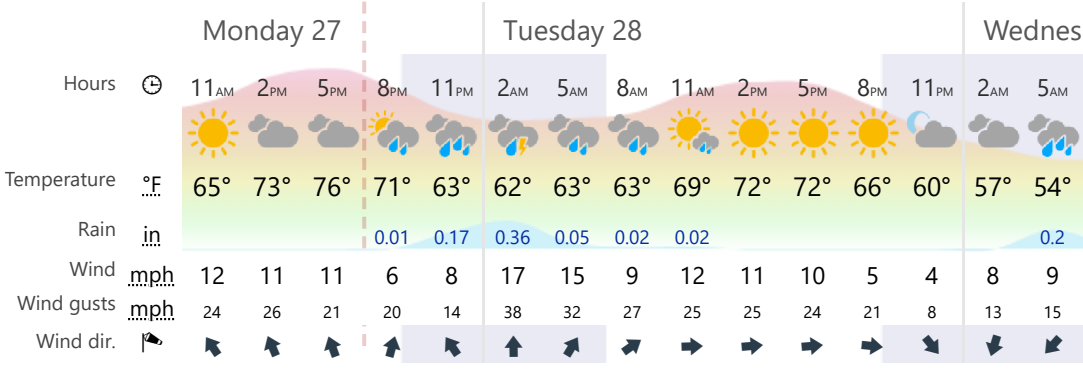 Monday 27 Tuesday 28 Wednes
Hours 11AM 2PM 5PM 8PM 11PM 2AM 5AM 8AM 11AM 2PM 5PM 8PM 11PM 2AM 5AM
Temperature °F 65° 73° 76° 71° 63° 62° 63° 63° 69° 72° 72° 66° 60° 57° 54°
Rain in 0.01 0.17 0.36 0.05 0.02 0.02 0.2
Wind mph 12 11 11 6 8 17 15 9 12 11 10 5 4 8 9
Wind gusts mph 24 26 21 20 14 38 32 27 25 25 24 21 8 13 15
Wind dir.